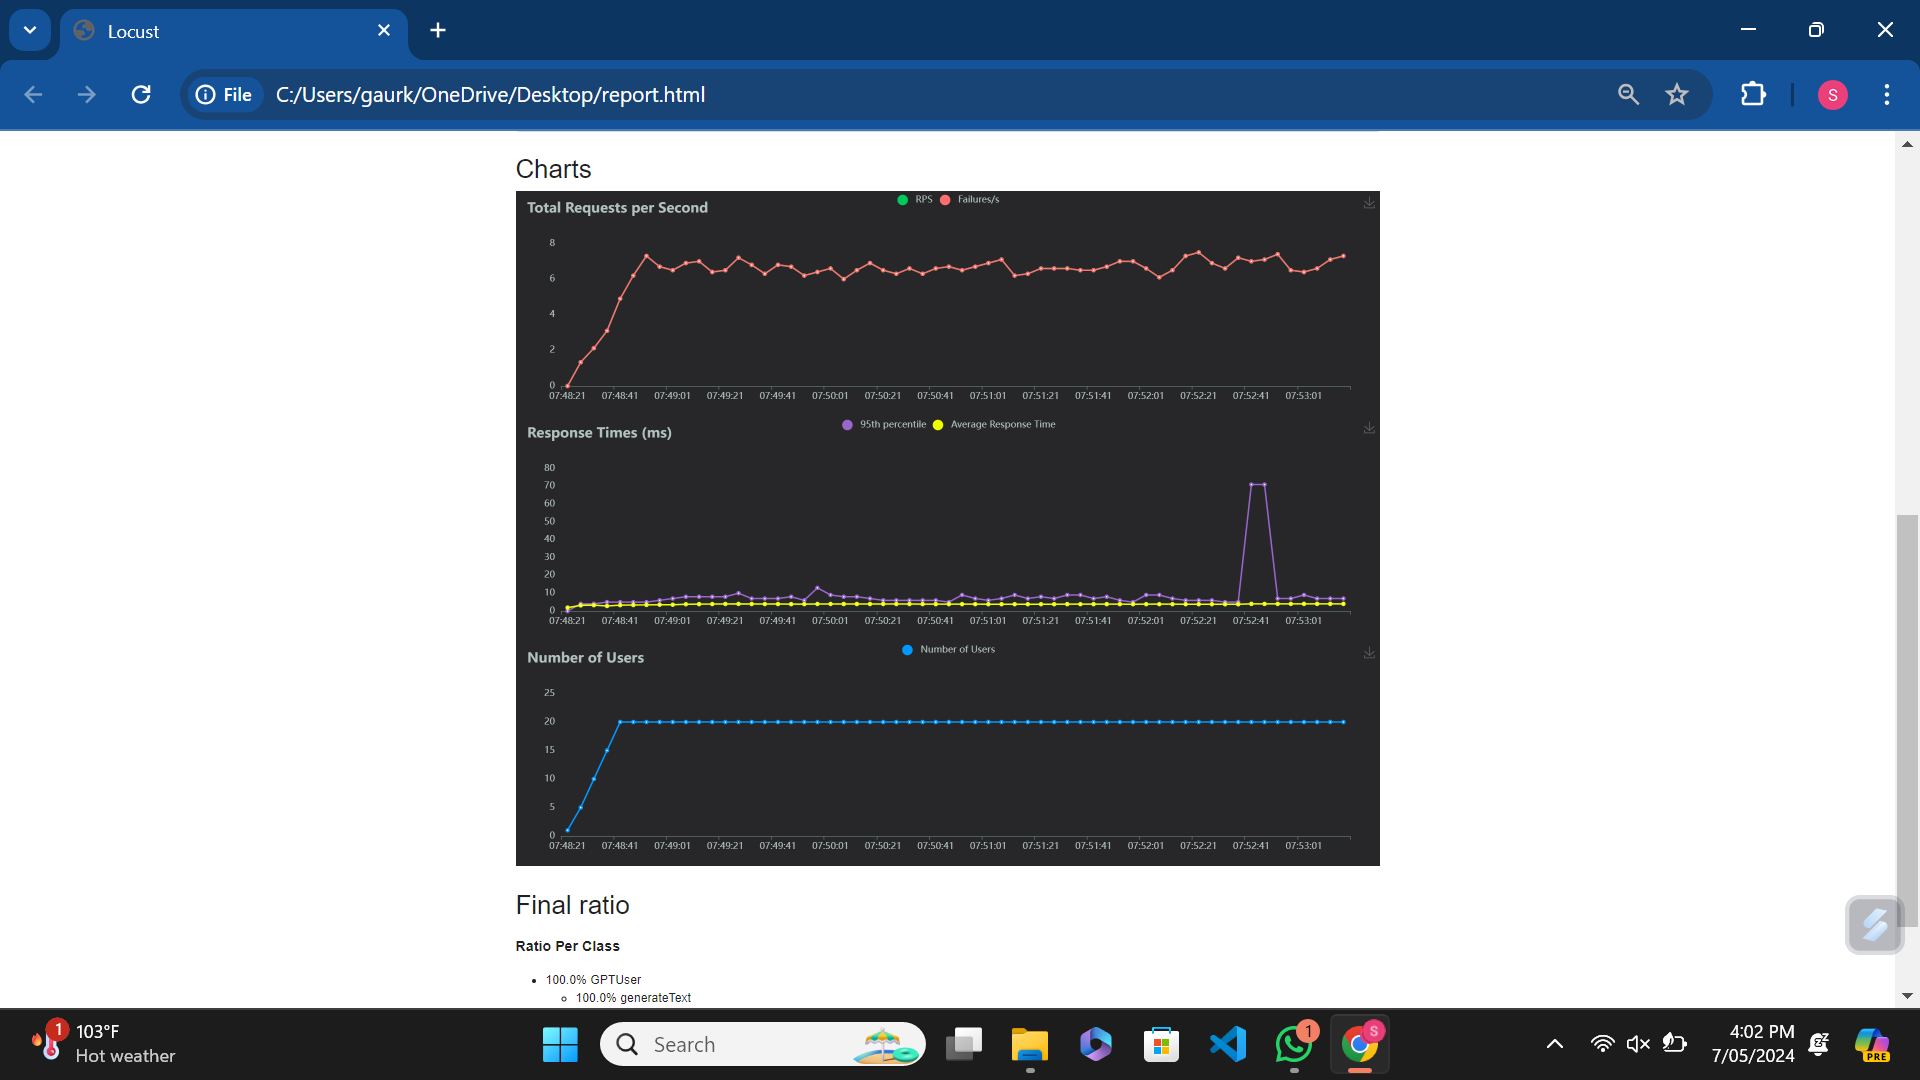 Locust
File C:/Users/gaurk/OneDrive/Desktop/report.html S
Charts
Total Requests per Second
RPS Failures/s
8
6
4
2
0
07:48:21 07:48:41 07:49:01 07:49:21 07:49:41 07:50:01 07:50:21 07:50:41 07:51:01 07:51:21 07:51:41 07:52:01 07:52:21 07:52:41 07:53:01
Response Times (ms)
95th percentile Average Response Time
80
70
60
50
40
30
20
10
0
07:48:21 07:48:41 07:49:01 07:49:21 07:49:41 07:50:01 07:50:21 07:50:41 07:51:01 07:51:21 07:51:41 07:52:01 07:52:21 07:52:41 07:53:01
Number of Users
Number of Users
25
20
15
10
5
0
07:48:21 07:48:41 07:49:01 07:49:21 07:49:41 07:50:01 07:50:21 07:50:41 07:51:01 07:51:21 07:51:41 07:52:01 07:52:21 07:52:41 07:53:01
Final ratio
Ratio Per Class
100.0% GPTUser
100.0% generateText
1
103°F
Hot weather
Search
1
S
4:02 PM
7/05/2024
PRE